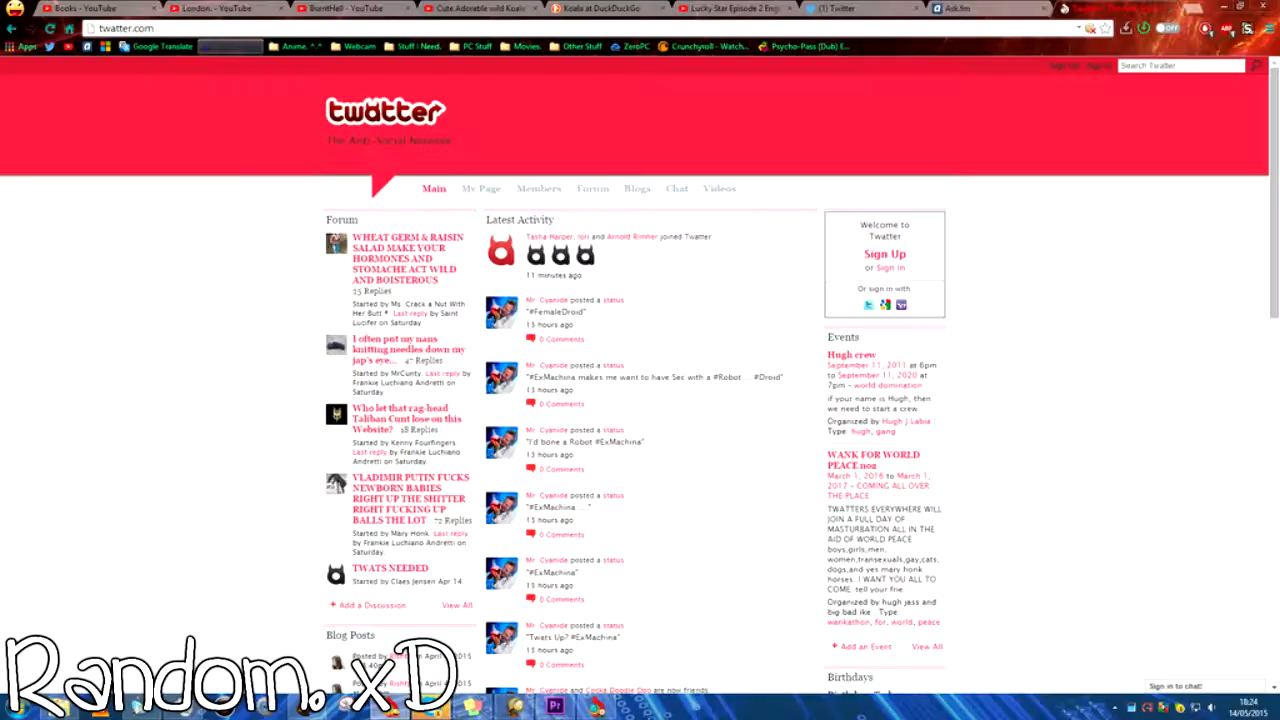 Books - YouTube
London. - YouTube
BurntHell - YouTube
Cute Adorable wild Koala
Koala at DuckDuckGo
Lucky Star Episode 2 Engl
(1) Twitter
Ask.fm
twatter.com
Apps
Google Translate
Anime. ^.^
Webcam
Stuff I Need.
PC Stuff
Movies.
Other Stuff
ZeroPC
Crunchyroll - Watch...
Psycho-Pass (Dub) E...
Search Twatter
twatter
Main
My Page
Members
Forum
Blogs
Chat
Videos
Forum
WHEAT GERM & RAISIN
SALAD MAKE YOUR
HORMONES AND
STOMACHE ACT WILD
AND BOISTEROUS
25 Replies
Started by Ms. Crack a Nut With
Her Butt *. Last reply by Saint
Lucifer on Saturday.
I often put my nans
knitting needles down my
jap's eye... 47 Replies
Started by MrCunty. Last reply by
Frankie Luchiano Andretti on
Saturday.
Who let that rag-head
Taliban Cunt lose on this
Website? 18 Replies
Started by Kenny Fourfingers.
Last reply by Frankie Luchiano
Andretti on Saturday.
VLADIMIR PUTIN FUCKS
NEWBORN BABIES
RIGHT UP THE SHITTER
RIGHT FUCKING UP
BALLS THE LOT 72 Replies
Started by Mary Honk. Last reply
by Frankie Luchiano Andretti on
Saturday.
TWATS NEEDED
Started by Claes Jensen Apr 14.
+ Add a Discussion
View All
Blog Posts
Latest Activity
Tasha Harper, Iori and Arnold Rimher joined Twatter
11 minutes ago
Mr. Cyanide posted a status
"#FemaleDroid"
13 hours ago
0 Comments
Mr. Cyanide posted a status
"#ExMachina makes me want to have Sec with a #Robot .... #Droid"
13 hours ago
0 Comments
Mr. Cyanide posted a status
"I'd bone a Robot #ExMachina"
13 hours ago
0 Comments
Mr. Cyanide posted a status
"#ExMachina ...."
13 hours ago
0 Comments
Mr. Cyanide posted a status
"#ExMachina"
13 hours ago
0 Comments
Mr. Cyanide posted a status
"Twats Up? #ExMachina"
13 hours ago
0 Comments
Mr. Cyanide and Cocka Doodle Doo are now friends
Welcome to
Twatter
Sign Up
or Sign In
Or sign in with:
Events
Hugh crew
September 11, 2011 at 6pm
to September 11, 2020 at
7pm - world domination
if your name is Hugh, then
we need to start a crew.
Organized by Hugh J Labia
Type: hugh, gang
WANK FOR WORLD
PEACE no2
March 1, 2016 to March 1,
2017 - COMING ALL OVER
THE PLACE
TWATTERS EVERYWHERE WILL
JOIN A FULL DAY OF
MASTURBATION ALL IN THE
AID OF WORLD PEACE
boys,girls,men,
women,transexuals,gay,cats,
dogs,and yes mary honk
horses. I WANT YOU ALL TO
COME. tell your frie
Organized by hugh jass and
big bad ike Type:
wankathon, for, world, peace
+ Add an Event
View All
Birthdays
Sign in to chat!
Random. xD
18:24
14/05/2015